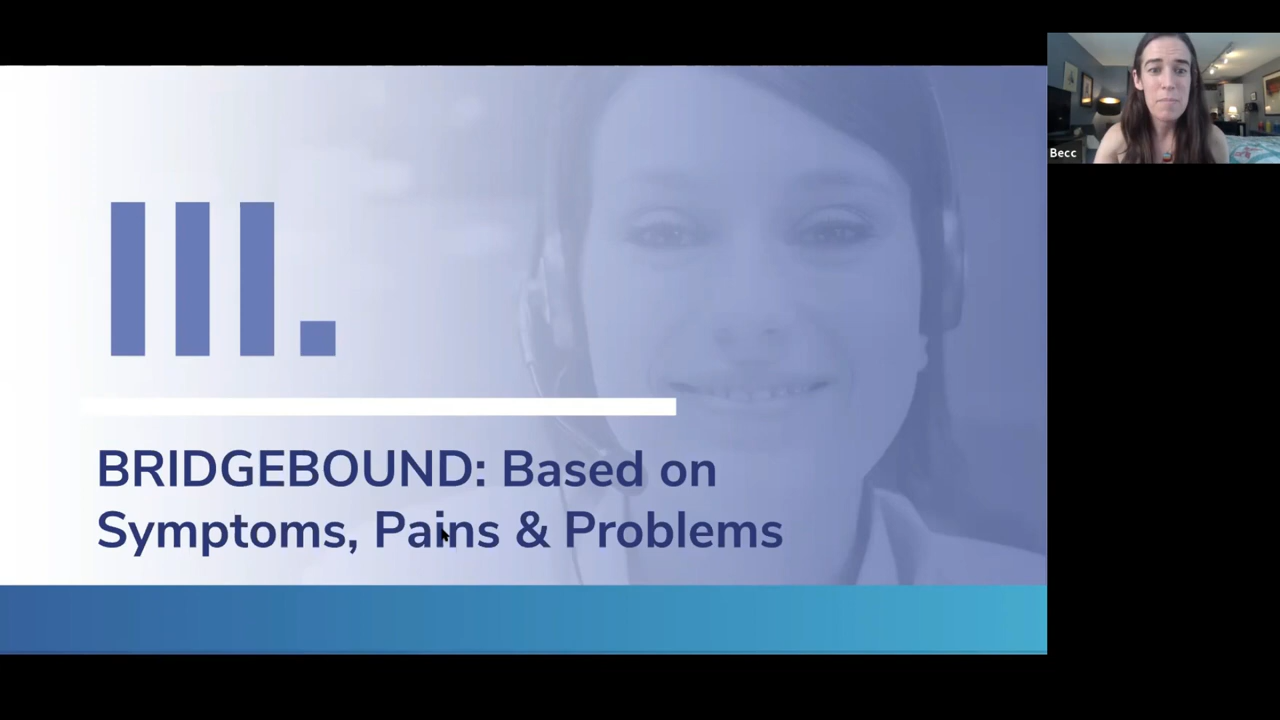 III.
BRIDGEBOUND: Based on
Symptoms, Pains & Problems
Becc